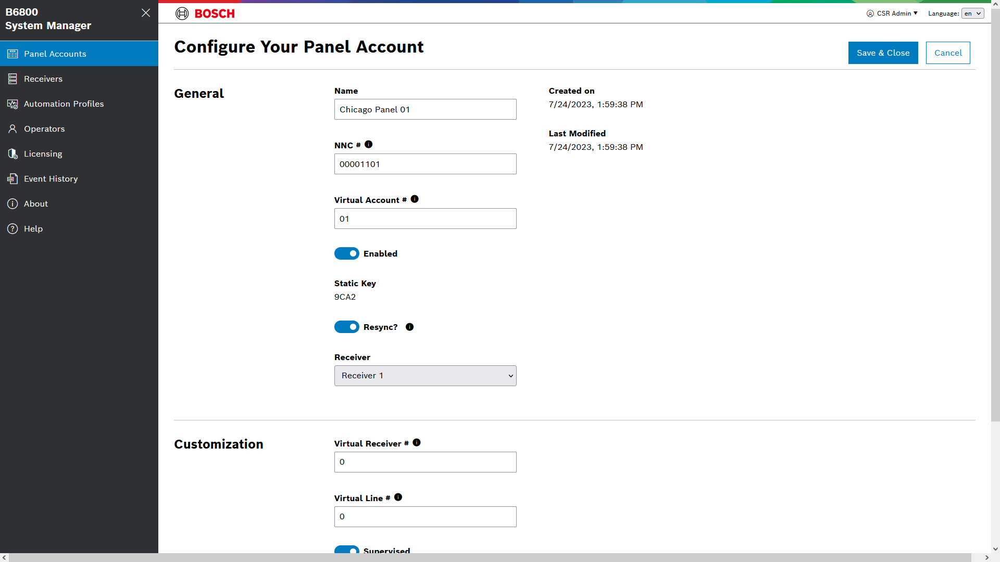 B6800
System Manager
Panel Accounts
Receivers
Automation Profiles
Operators
Licensing
Event History
About
Help
BOSCH
CSR Admin
Language: en
Configure Your Panel Account
Save & Close
Cancel
General
Name
Chicago Panel 01
NNC #
00001101
Virtual Account #
01
Enabled
Static Key
9CA2
Resync?
Receiver
Receiver 1
Created on
7/24/2023, 1:59:38 PM
Last Modified
7/24/2023, 1:59:38 PM
Customization
Virtual Receiver #
0
Virtual Line #
0
Supervised